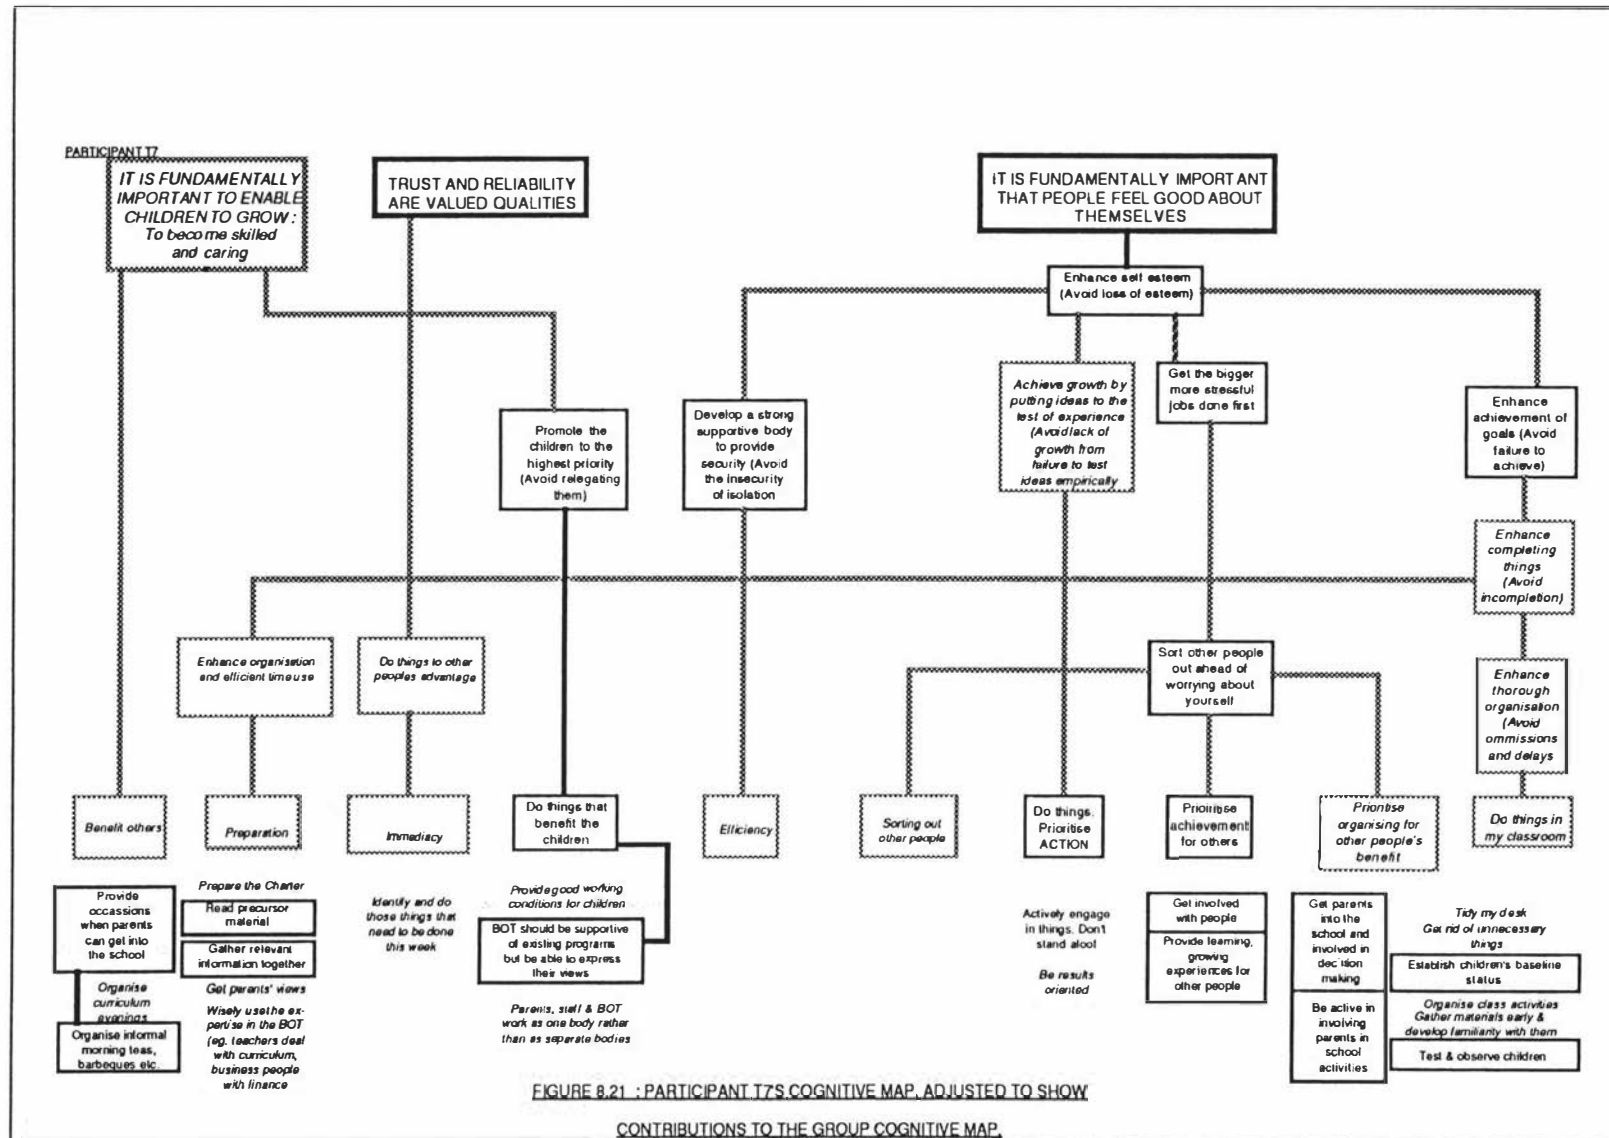 PARTICIPANT T7
IT IS FUNDAMENTALLY
IMPORTANT TO ENABLE
CHILDREN TO GROW :
To become skilled
and caring
TRUST AND RELIABILITY
ARE VALUED QUALITIES
IT IS FUNDAMENTALLY IMPORTANT
THAT PEOPLE FEEL GOOD ABOUT
THEMSELVES
Enhance self esteem
(Avoid loss of esteem)
Promote the
children to the
highest priority
(Avoid relegating
them)
Develop a strong
supportive body
to provide
security (Avoid
the insecurity
of isolation
Achieve growth by
putting ideas to the
test of experience
(Avoid lack of
growth from
failure to test
ideas empirically
Get the bigger
more stressful
jobs done first
Enhance
achievement of
goals (Avoid
failure to
achieve)
Enhance
completing
things
(Avoid
incompletion)
Enhance organisation
and efficient time use
Do things to other
peoples advantage
Sort other people
out ahead of
worrying about
yourself
Enhance
thorough
organisation
(Avoid
ommissions
and delays
Benefit others
Preparation
Immediacy
Do things that
benefit the
children
Efficiency
Sorting out
other people
Do things.
Prioritise
ACTION
Prioiritise
achievement
for others
Prioritise
organising for
other people's
benefit
Do things in
my classroom
Provide
occassions
when parents
can get into
the school
Organise
curriculum
evenings
Organise informal
morning teas,
barbeques etc.
Prepare the Charter
Read precursor
material
Gather relevant
information together
Get parents' views
Wisely use the ex-
pertise in the BOT
(eg. teachers deal
with curriculum,
business people
with finance
Identify and do
those things that
need to be done
this week
Provide good working
conditions for children
BOT should be supportive
of existing programs
but be able to express
their views
Parents, staff & BOT
work as one body rather
than as separate bodies
Actively engage
in things. Don't
stand aloof
Be results
oriented
Get involved
with people
Provide learning,
growing
experiences for
other people
Get parents
into the
school and
involved in
decision
making
Be active in
involving
parents in
school
activities
Tidy my desk
Get rid of unnecessary
things
Establish children's baseline
status
Organise class activities
Gather materials early &
develop familiarity with them
Test & observe children
FIGURE 8.21 : PARTICIPANT T7'S COGNITIVE MAP, ADJUSTED TO SHOW
CONTRIBUTIONS TO THE GROUP COGNITIVE MAP.